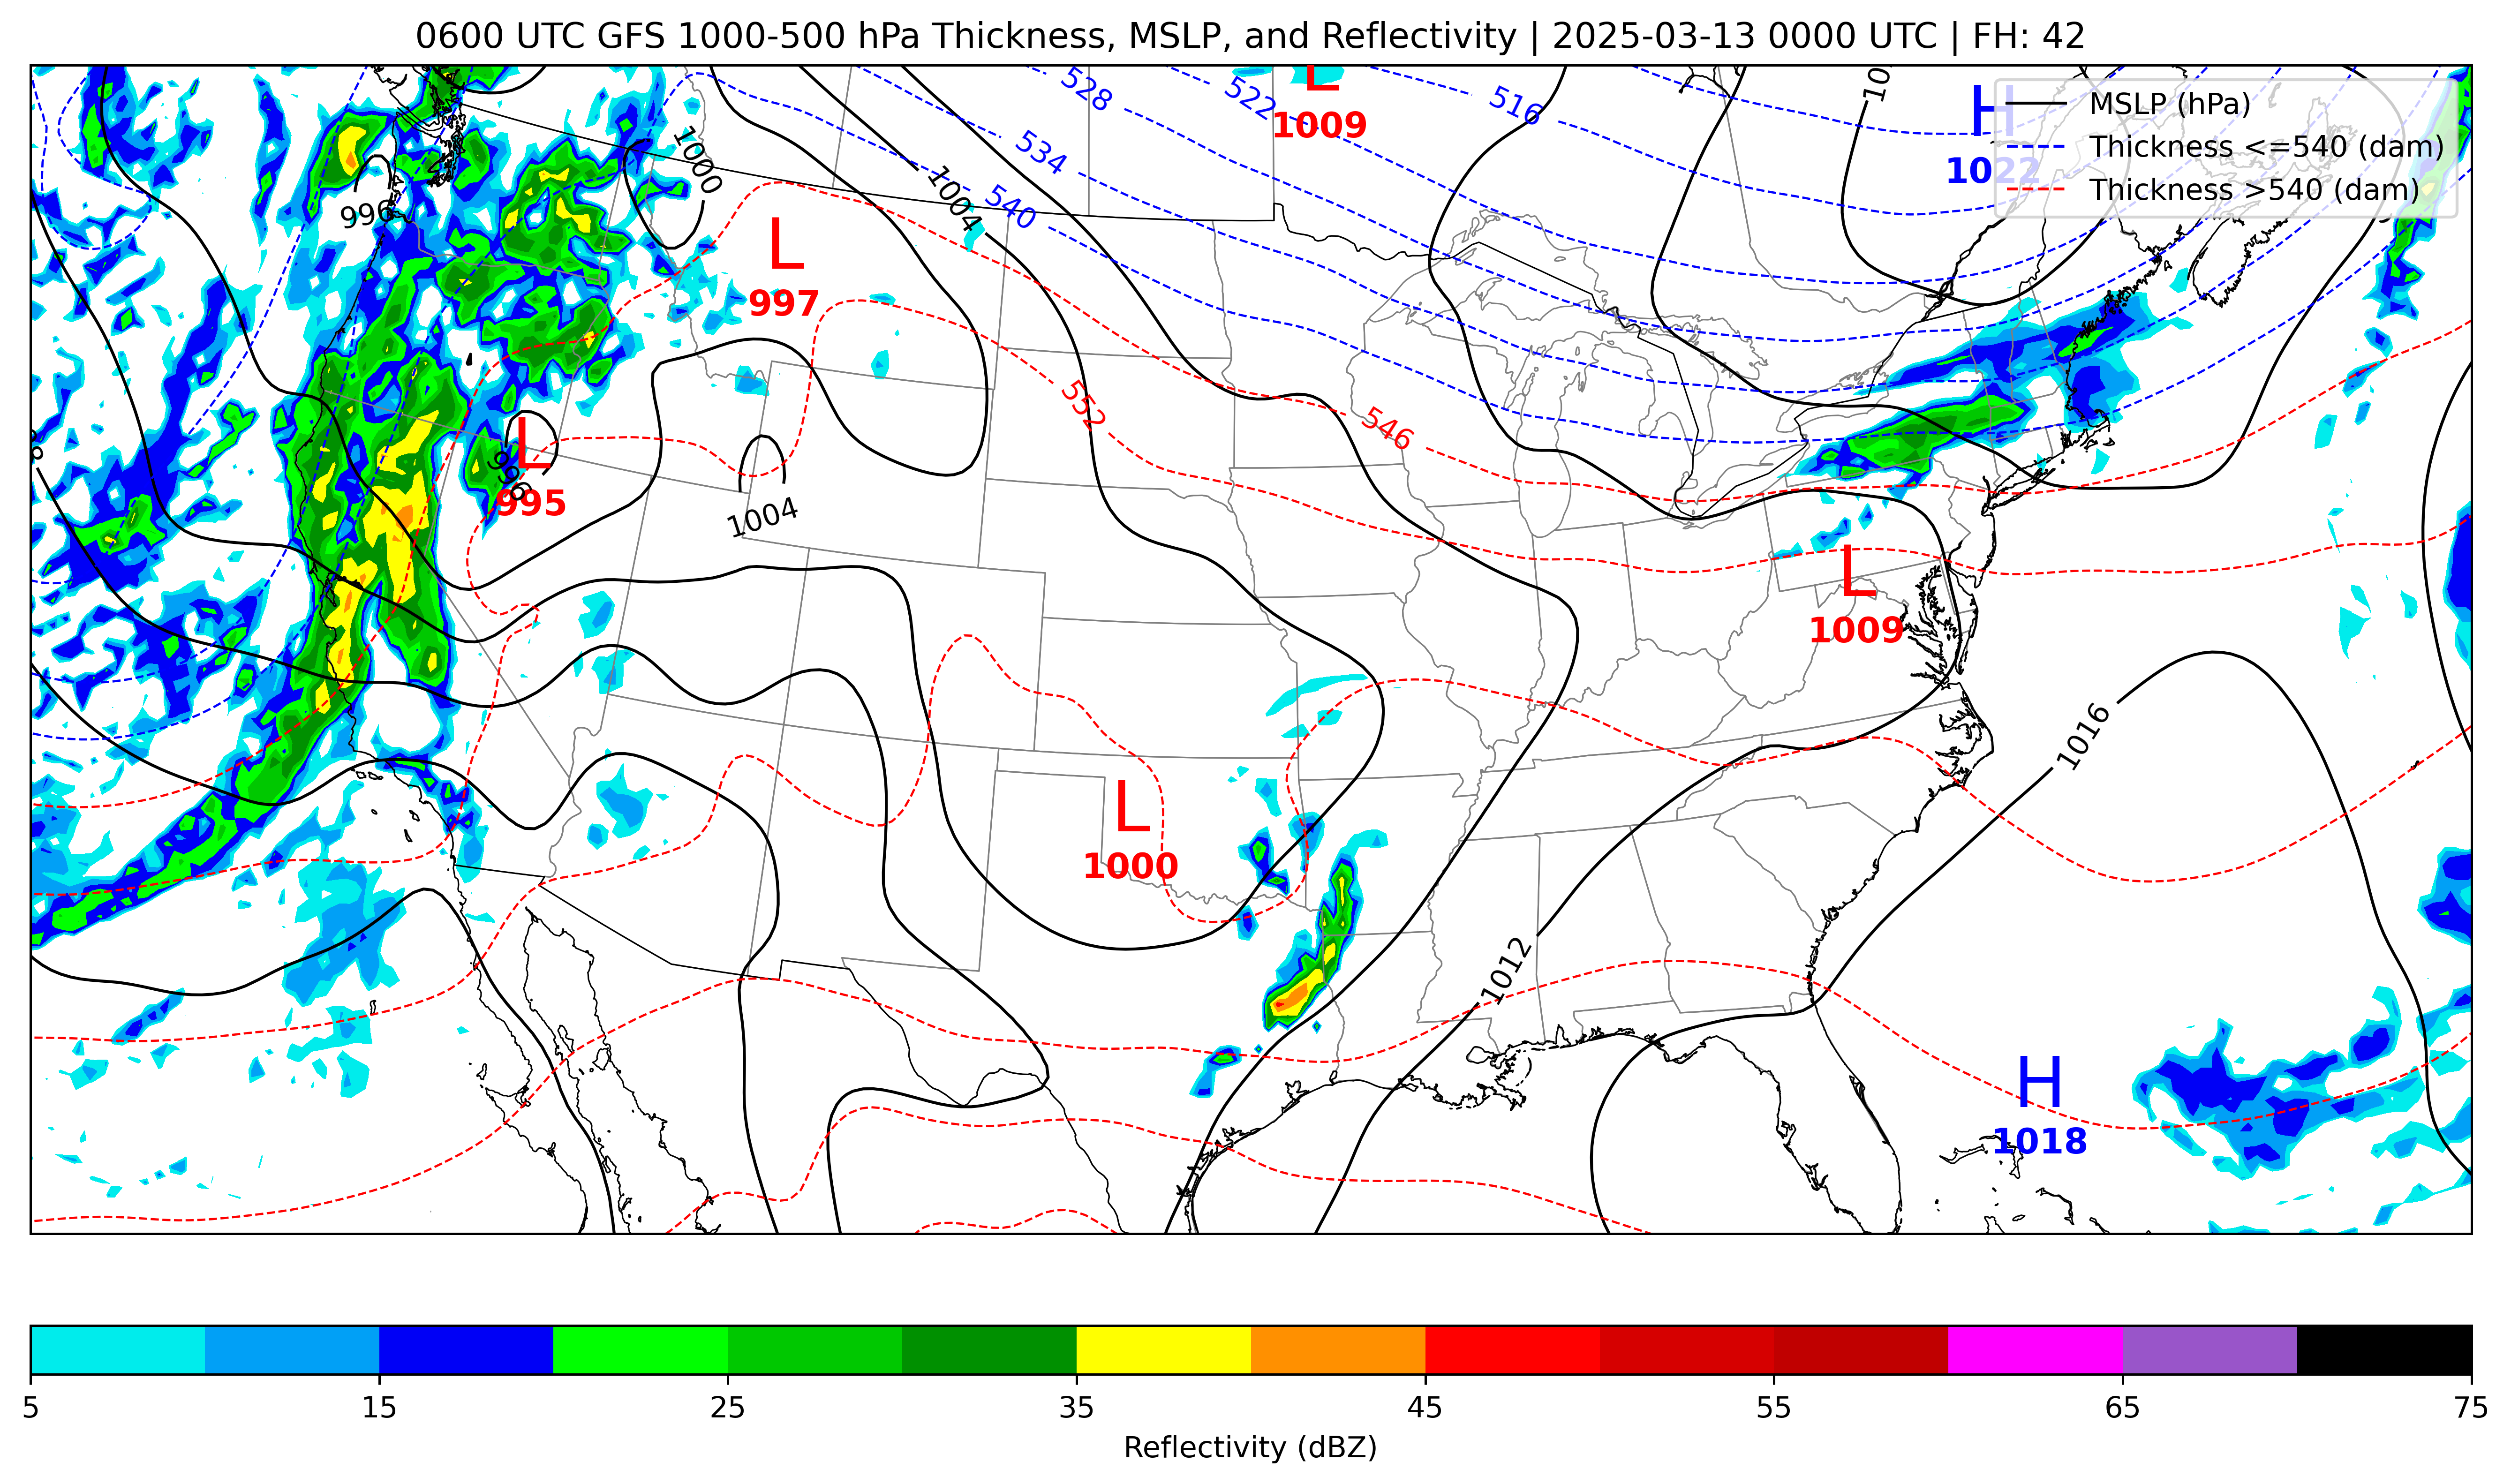 0600 UTC GFS 1000-500 hPa Thickness, MSLP, and Reflectivity | 2025-03-13 0000 UTC | FH: 42
MSLP (hPa)
Thickness <=540 (dam)
Thickness >540 (dam)
L
1009
H
1022
528
522
516
534
540
1000
1004
996
L
997
552
546
L
995
996
1004
L
1009
1016
L
1000
1012
H
1018
5
15
25
35
45
55
65
75
Reflectivity (dBZ)